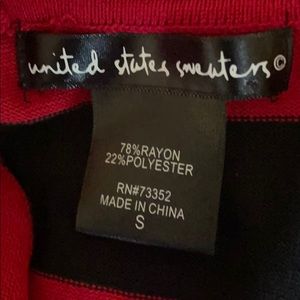 united states sweaters©
78%RAYON
22%POLYESTER
RN#73352
MADE IN CHINA
S